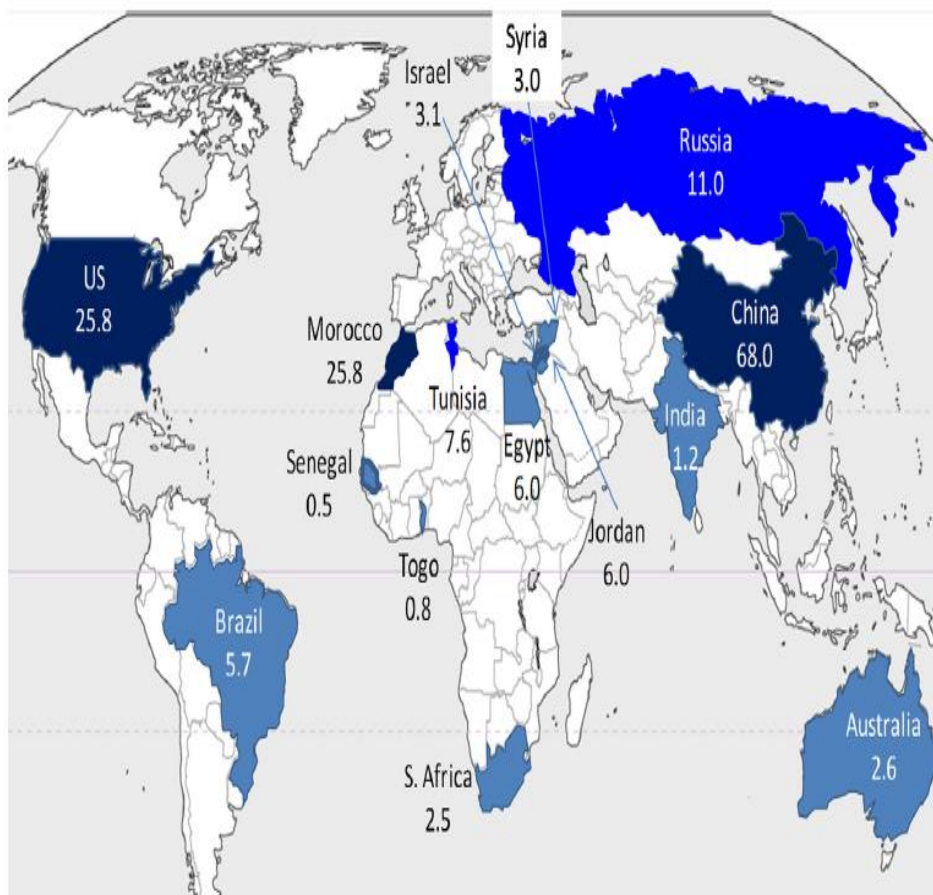 Syria
3.0
Israel
3.1
Russia
11.0
US
25.8
China
68.0
Morocco
25.8
Tunisia
7.6
Egypt
6.0
India
1.2
Senegal
0.5
Jordan
6.0
Togo
0.8
Brazil
5.7
Australia
2.6
S. Africa
2.5